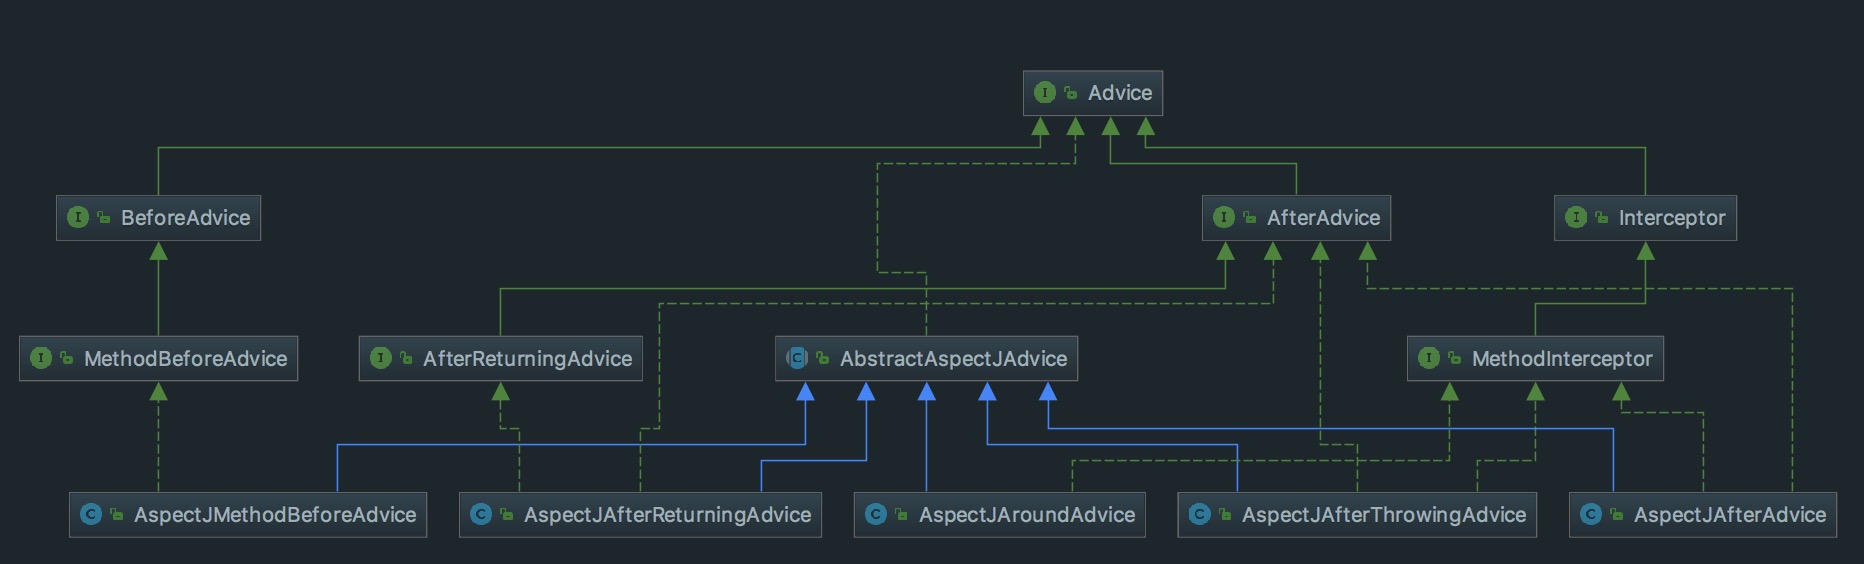 I Advice
I BeforeAdvice
I AfterAdvice
I Interceptor
I MethodBeforeAdvice
I AfterReturningAdvice
C AbstractAspectJAdvice
I MethodInterceptor
C AspectJMethodBeforeAdvice
C AspectJAfterReturningAdvice
C AspectJAroundAdvice
C AspectJAfterThrowingAdvice
C AspectJAfterAdvice